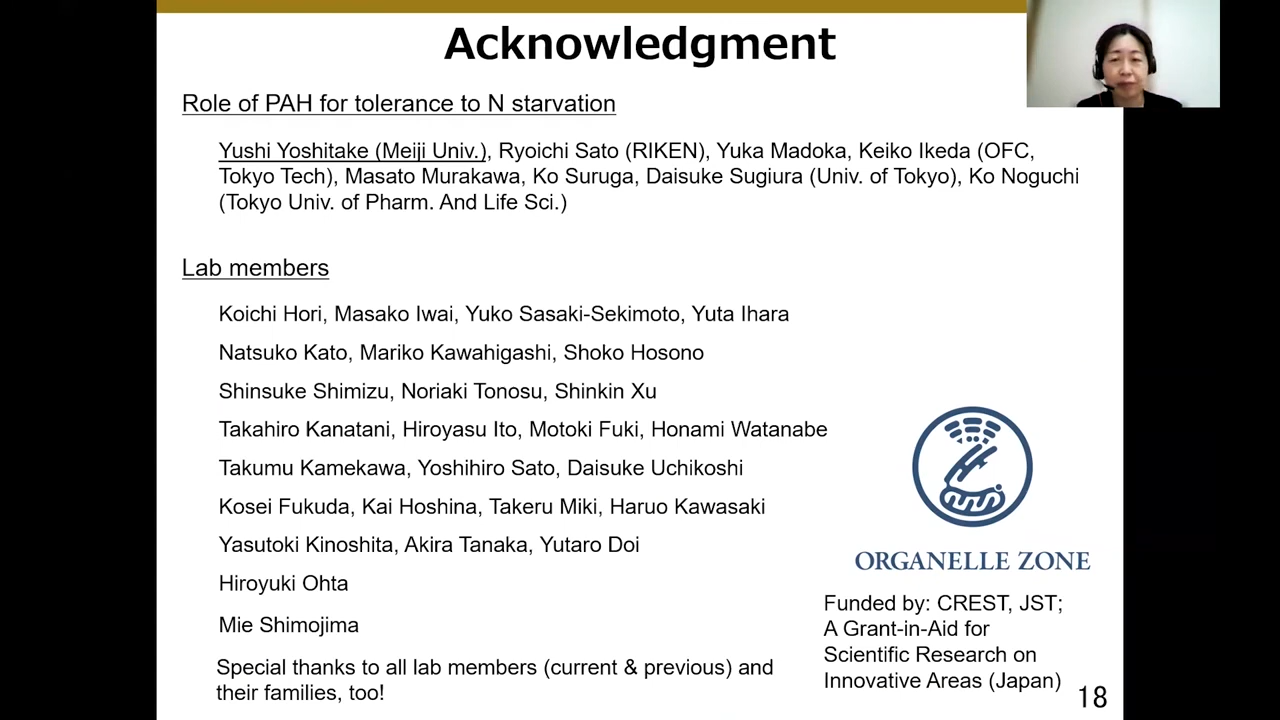 Acknowledgment
Role of PAH for tolerance to N starvation
Yushi Yoshitake (Meiji Univ.), Ryoichi Sato (RIKEN), Yuka Madoka, Keiko Ikeda (OFC,
Tokyo Tech), Masato Murakawa, Ko Suruga, Daisuke Sugiura (Univ. of Tokyo), Ko Noguchi
(Tokyo Univ. of Pharm. And Life Sci.)
Lab members
Koichi Hori, Masako Iwai, Yuko Sasaki-Sekimoto, Yuta Ihara
Natsuko Kato, Mariko Kawahigashi, Shoko Hosono
Shinsuke Shimizu, Noriaki Tonosu, Shinkin Xu
Takahiro Kanatani, Hiroyasu Ito, Motoki Fuki, Honami Watanabe
Takumu Kamekawa, Yoshihiro Sato, Daisuke Uchikoshi
Kosei Fukuda, Kai Hoshina, Takeru Miki, Haruo Kawasaki
Yasutoki Kinoshita, Akira Tanaka, Yutaro Doi
Hiroyuki Ohta
Mie Shimojima
Special thanks to all lab members (current & previous) and
their families, too!
ORGANELLE ZONE
Funded by: CREST, JST;
A Grant-in-Aid for
Scientific Research on
Innovative Areas (Japan)
18